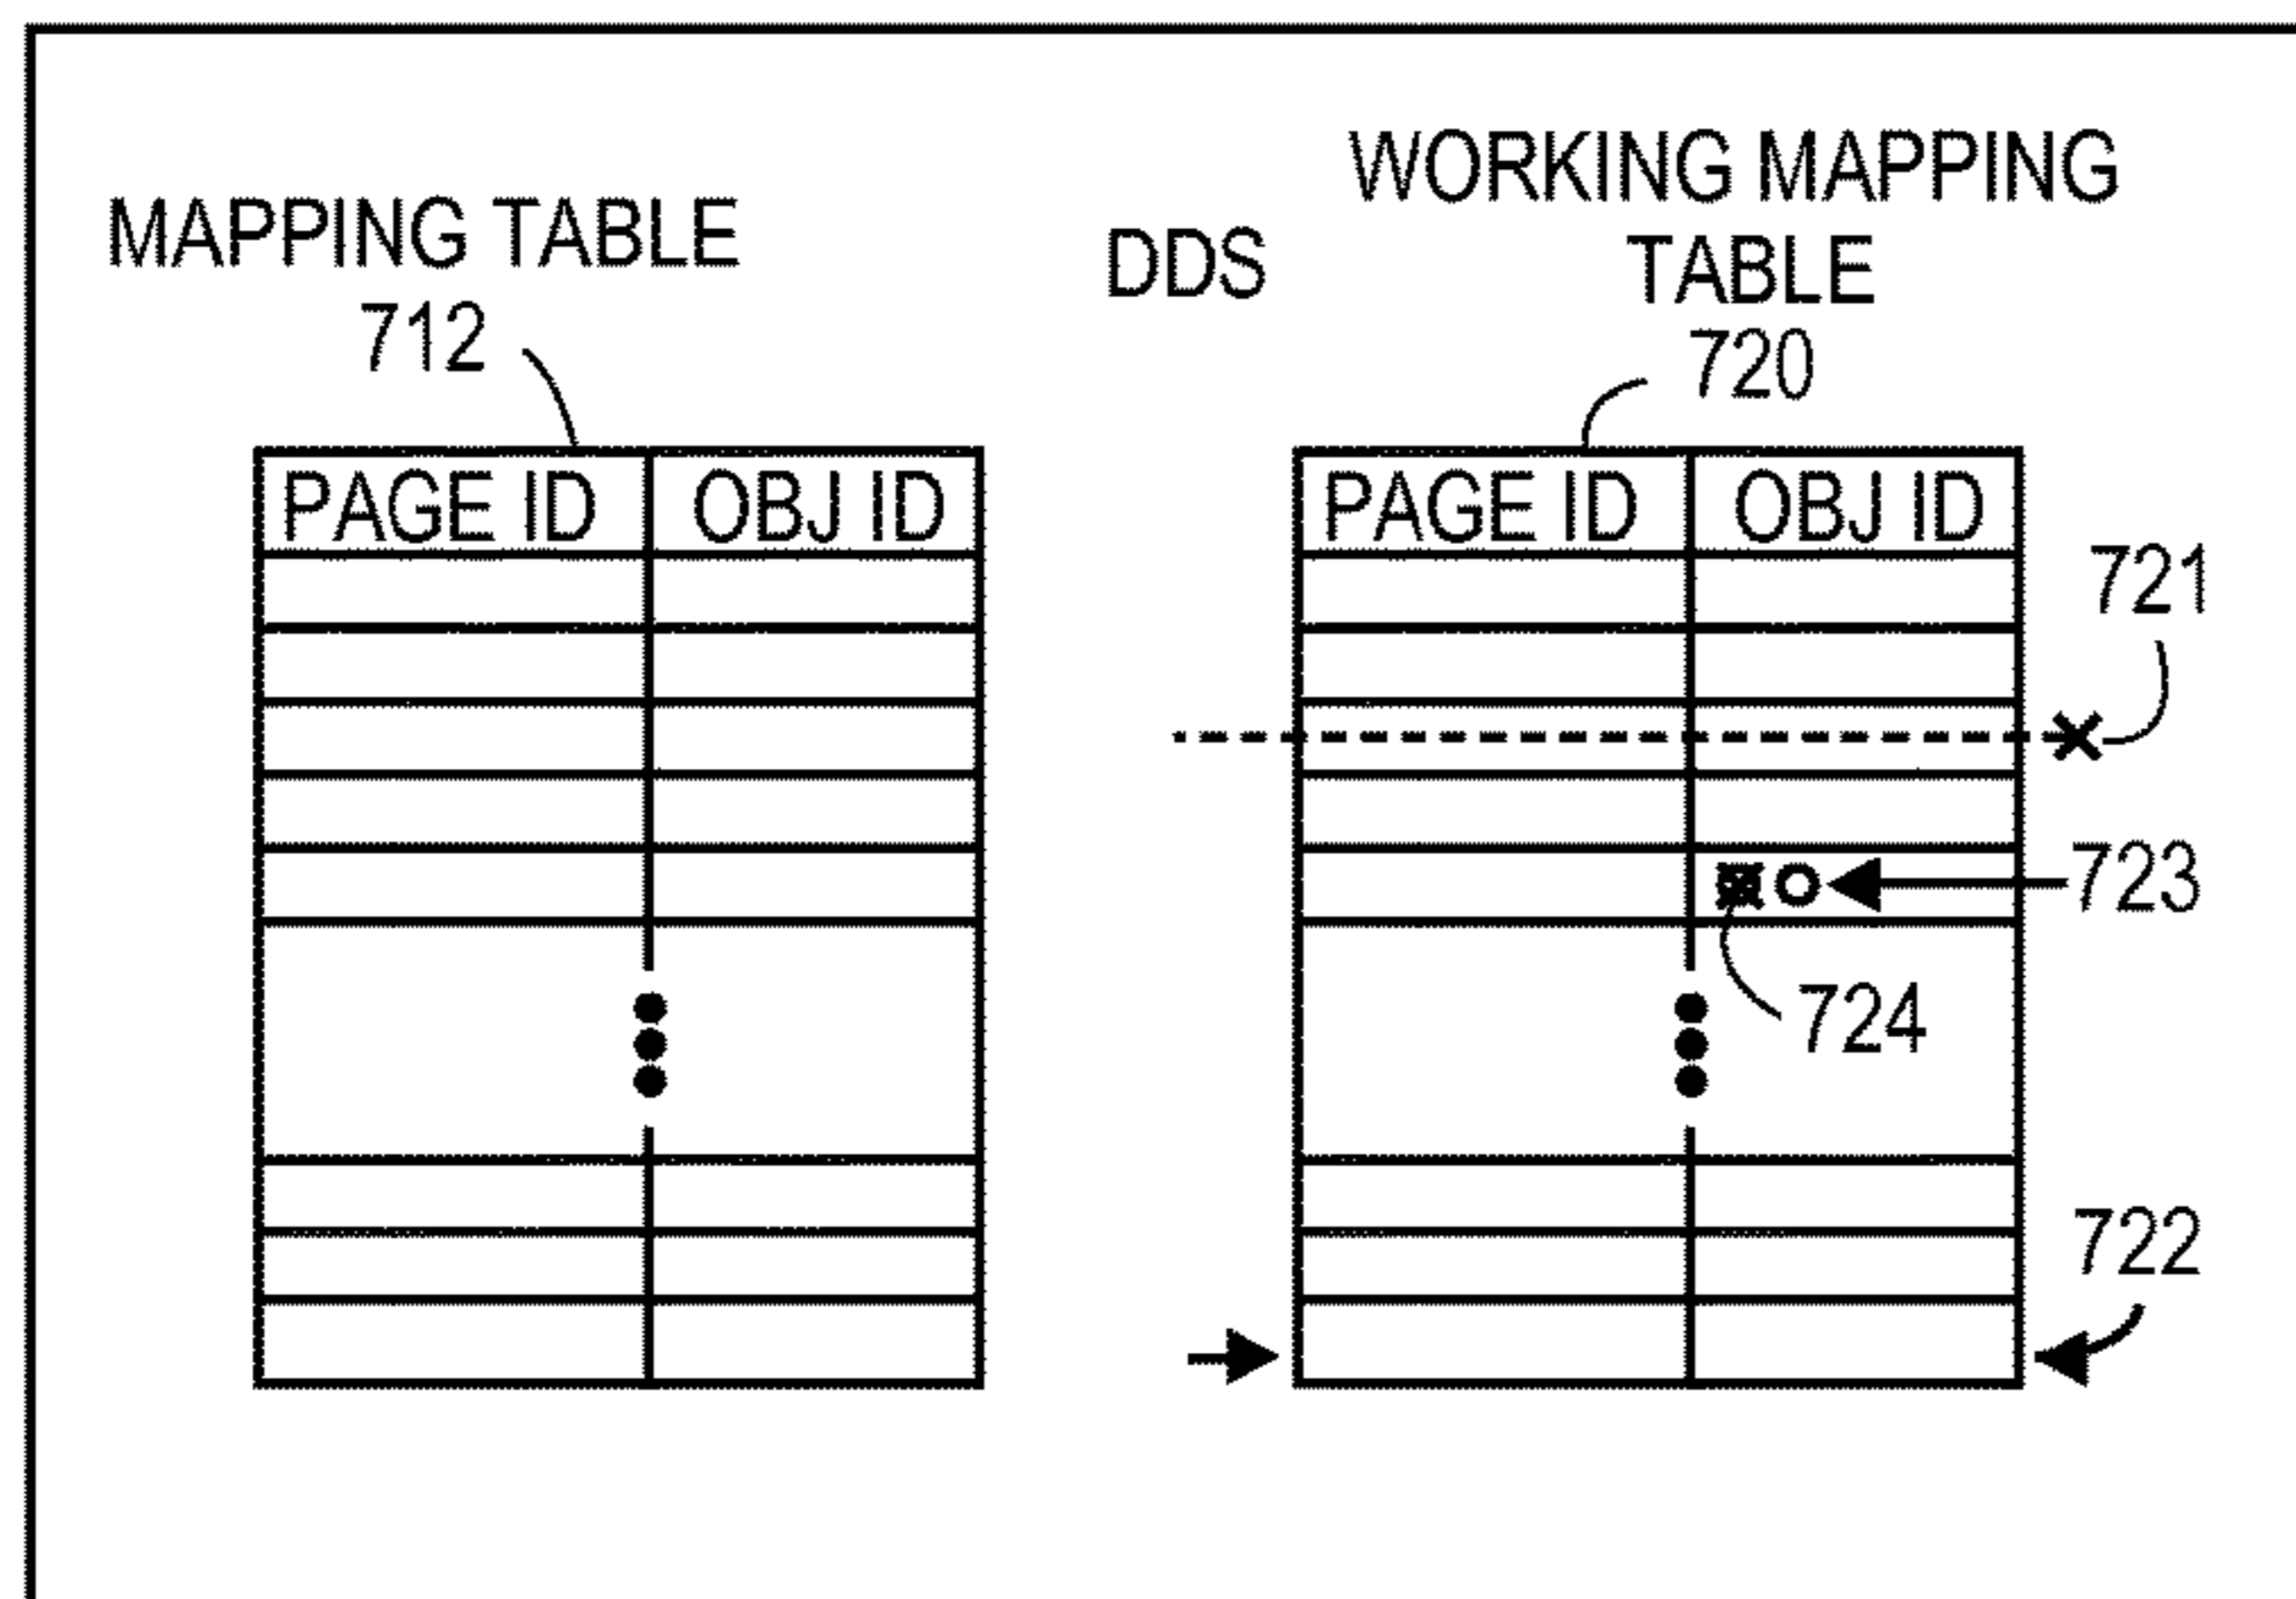 MAPPING TABLE
712
DDS
WORKING MAPPING
TABLE
720
PAGE ID OBJ ID
PAGE ID OBJ ID
721
723
724
722